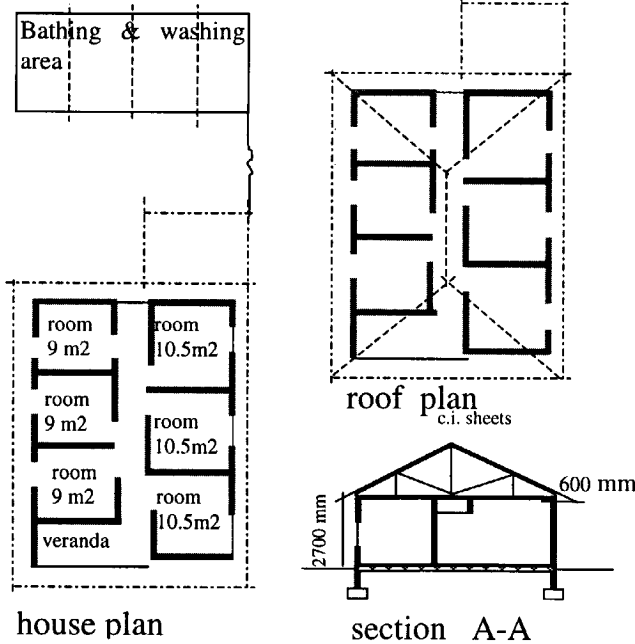 Bathing & washing
area
room
9 m2
room
10.5m2
room
9 m2
room
10.5m2
room
9 m2
room
10.5m2
veranda
house plan
roof plan
c.i. sheets
600 mm
2700 mm
section A-A